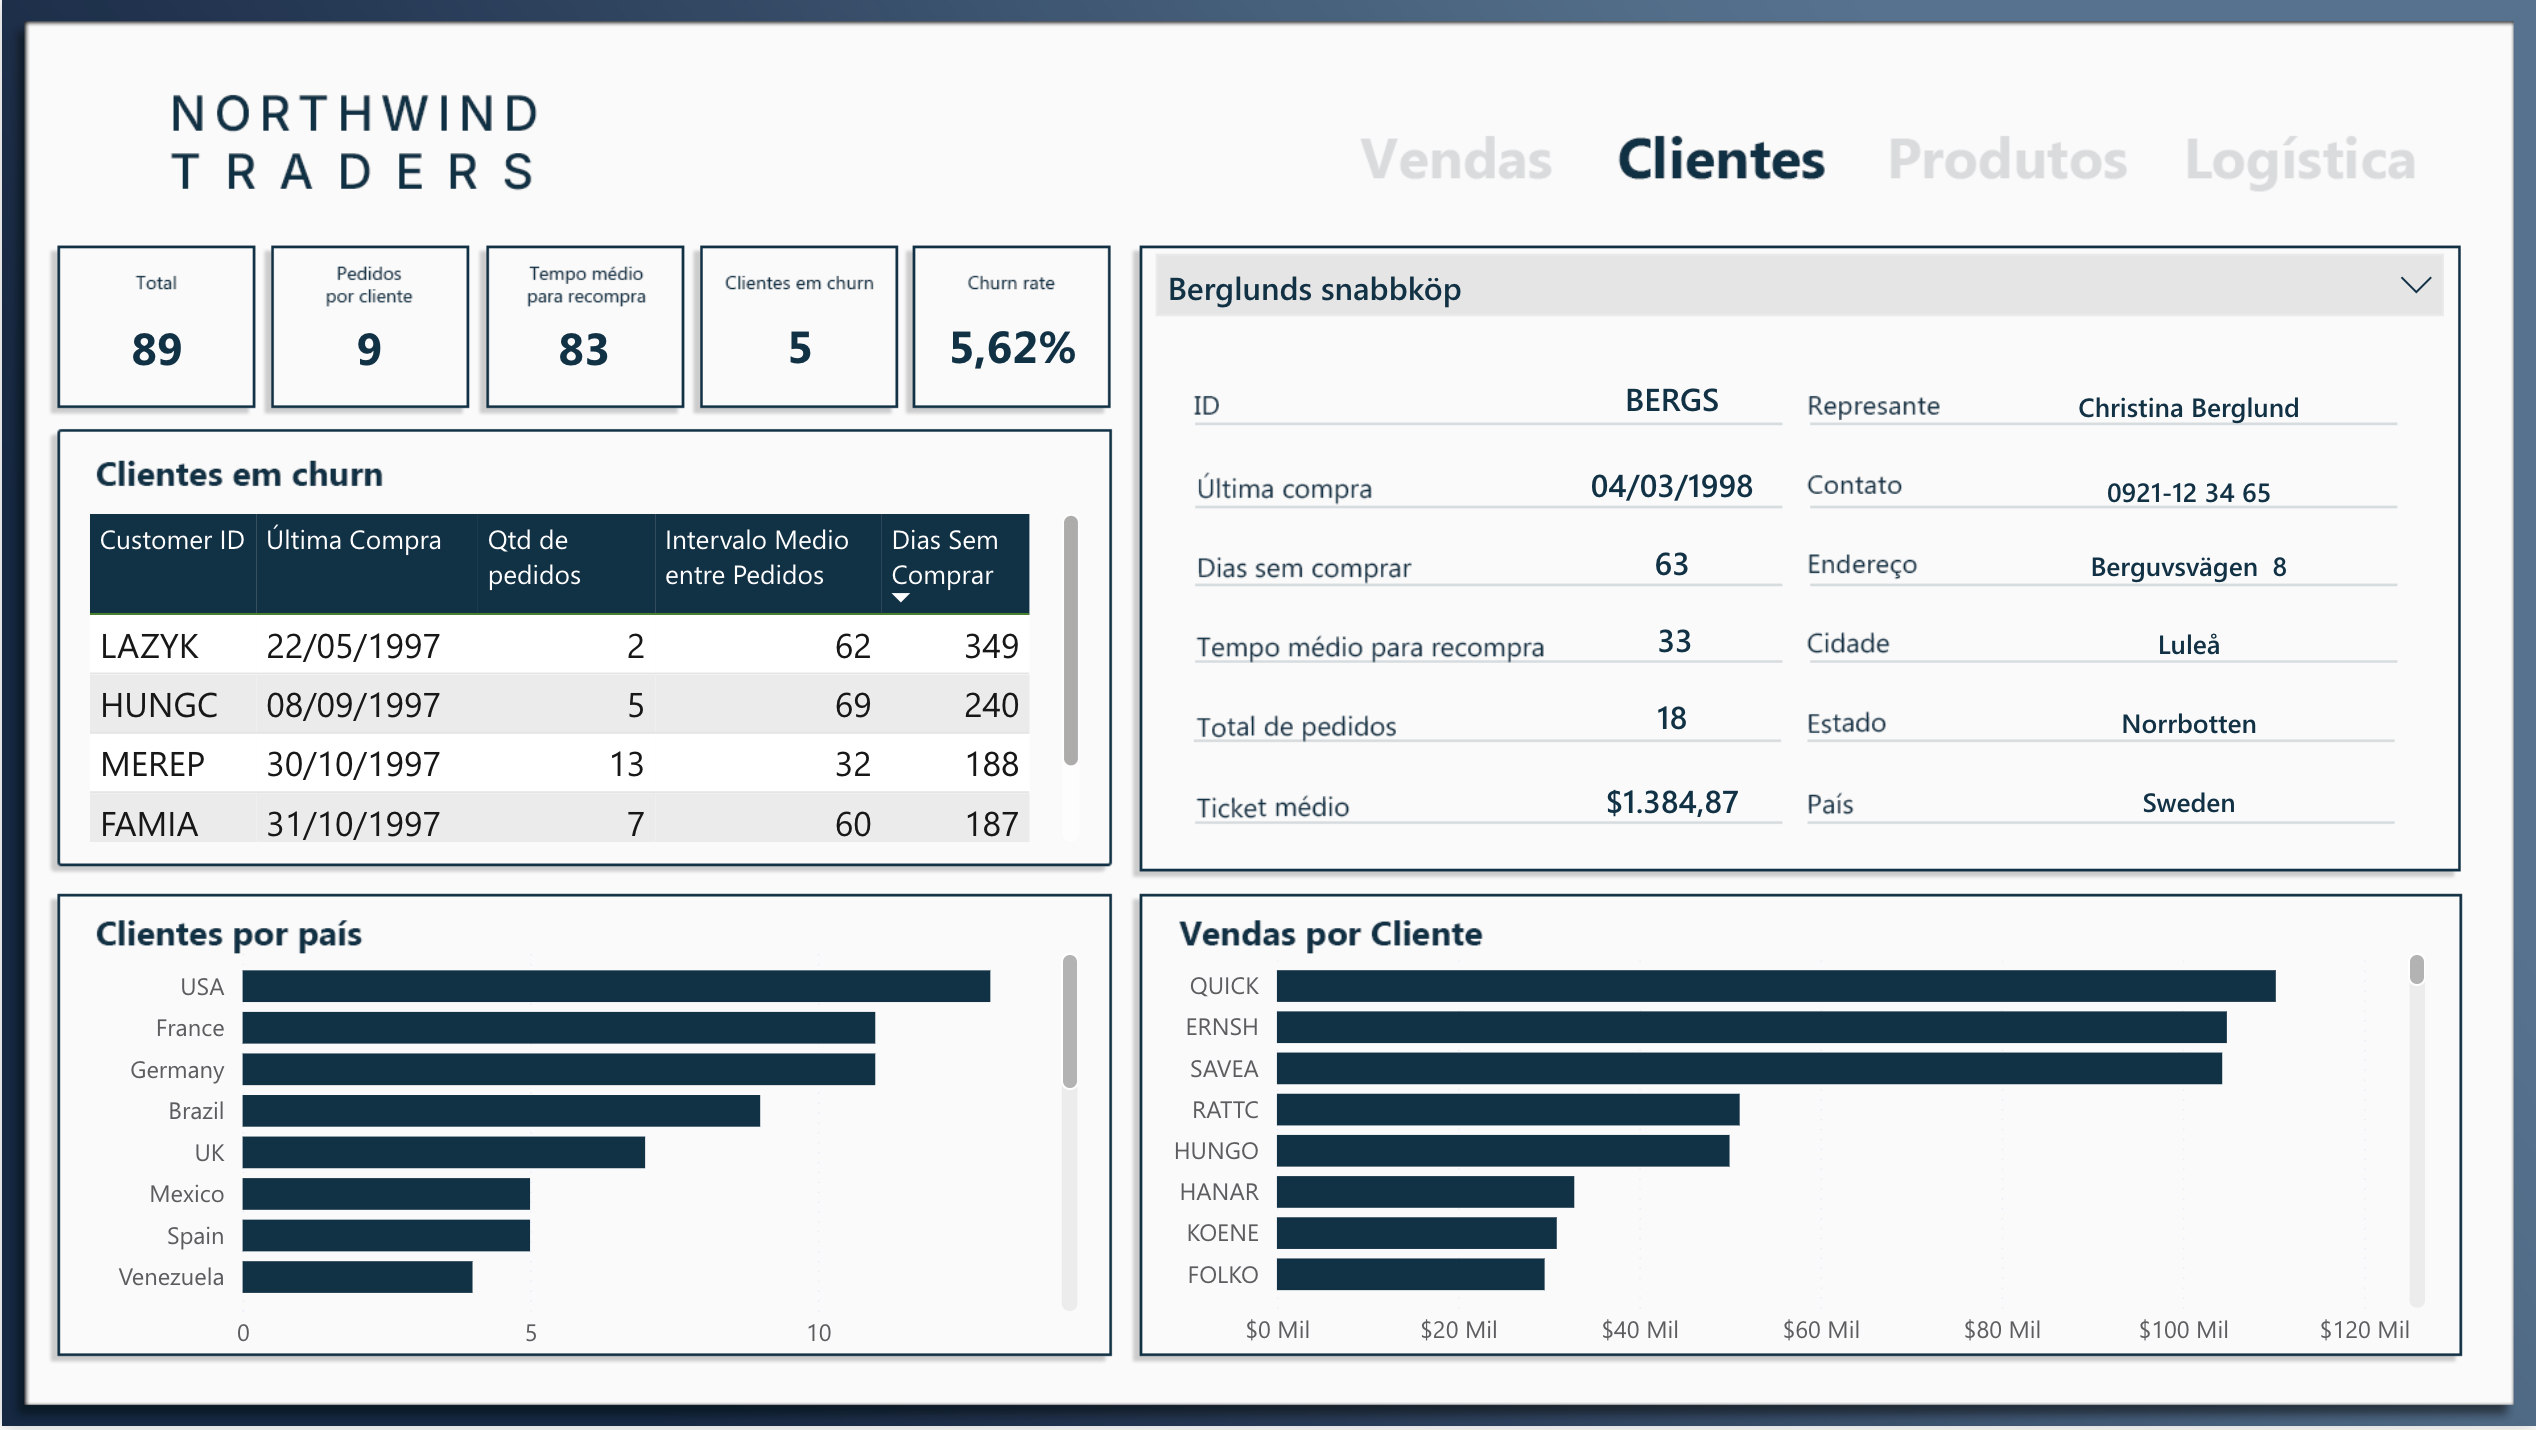 NORTHWIND
TRADERS
Vendas Clientes Produtos Logística
Total
89
Pedidos
por cliente
9
Tempo médio
para recompra
83
Clientes em churn
5
Churn rate
5,62%
Clientes em churn
Customer ID Última Compra Qtd de pedidos Intervalo Medio entre Pedidos Dias Sem Comprar
LAZYK 22/05/1997 2 62 349
HUNGC 08/09/1997 5 69 240
MEREP 30/10/1997 13 32 188
FAMIA 31/10/1997 7 60 187
Berglunds snabbköp
ID BERGS
Última compra 04/03/1998
Dias sem comprar 63
Tempo médio para recompra 33
Total de pedidos 18
Ticket médio $1.384,87
Represante Christina Berglund
Contato 0921-12 34 65
Endereço Berguvsvägen 8
Cidade Luleå
Estado Norrbotten
País Sweden
Clientes por país
USA
France
Germany
Brazil
UK
Mexico
Spain
Venezuela
0 5 10
Vendas por Cliente
QUICK
ERNSH
SAVEA
RATTC
HUNGO
HANAR
KOENE
FOLKO
$0 Mil $20 Mil $40 Mil $60 Mil $80 Mil $100 Mil $120 Mil